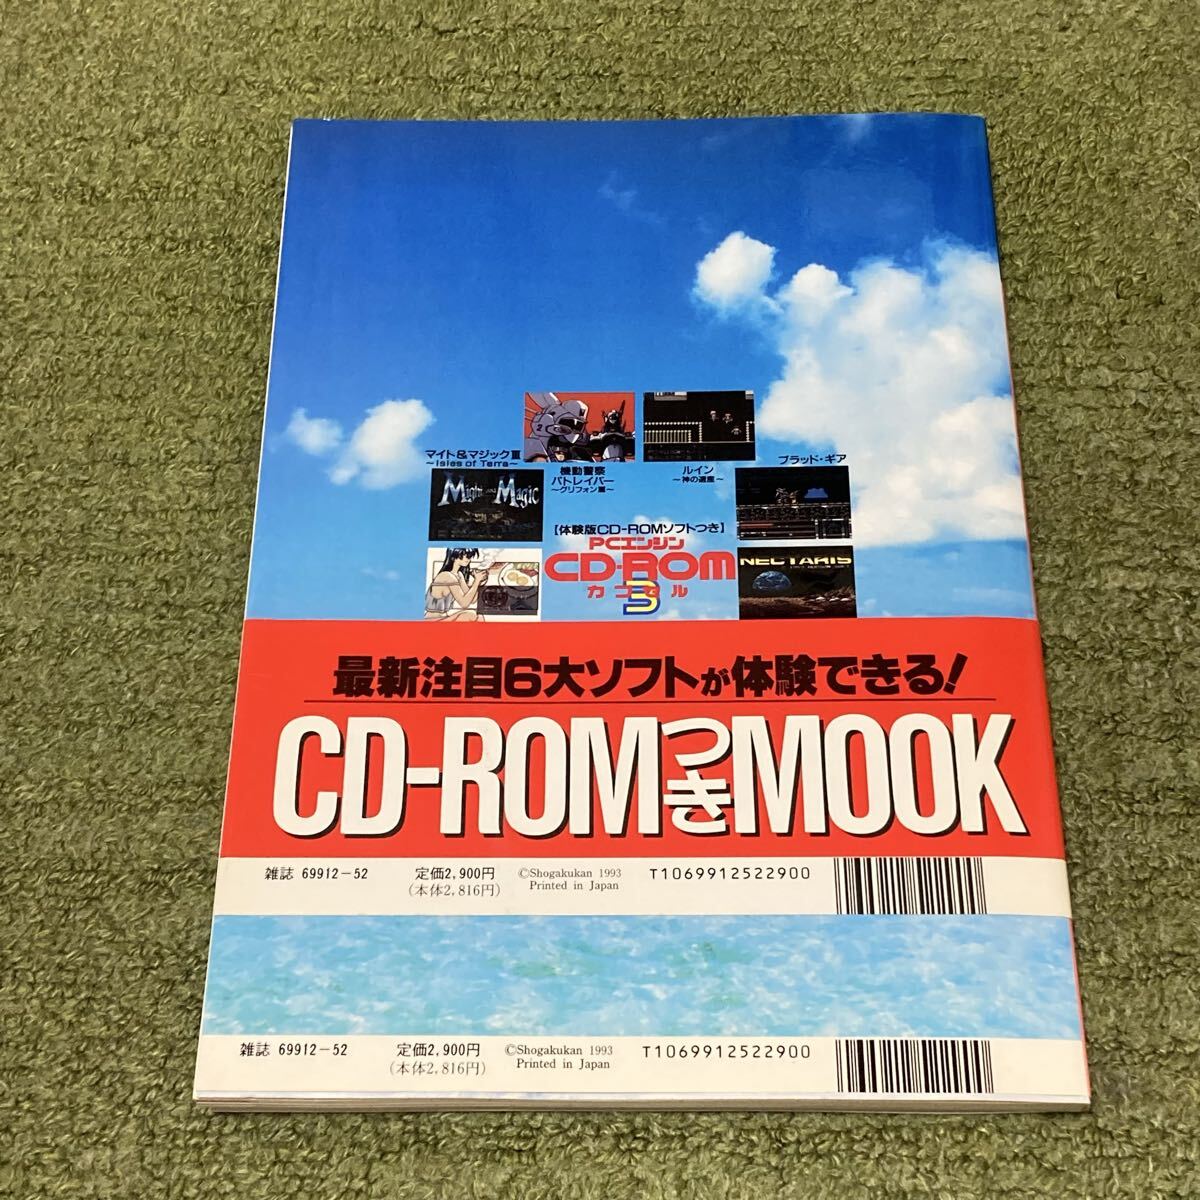 マイト&マジックⅢ
～Isles of Terra～
機動警察
パトレイバー
～グリフォン篇～
ルイン
～神の遺産～
ブラッド・ギア
Might and Magic
NECTARIS
【体験版CD-ROMソフトつき】
PCエンジン
CD-ROM
カプセル
3
最新注目6大ソフトが体験できる!
CD-ROMつきMOOK
雑誌 69912-52
定価2,900円
(本体2,816円)
©Shogakukan 1993
Printed in Japan
T1069912522900
雑誌 69912-52
定価2,900円
(本体2,816円)
©Shogakukan 1993
Printed in Japan
T1069912522900